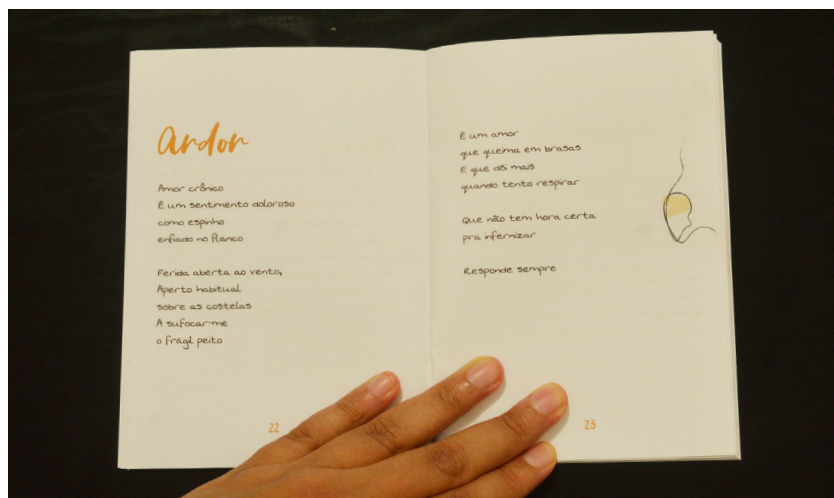 Ardor
Amor crônico
É um sentimento doloroso
como espinho
enfiado no flanco
Ferida aberta ao vento,
Aperto habitual
sobre as costelas
A sufocar-me
o frágil peito
22
É um amor
que queima em brasas
E que dói mais
quando tento respirar
Que não tem hora certa
pra infernizar
Responde sempre
23